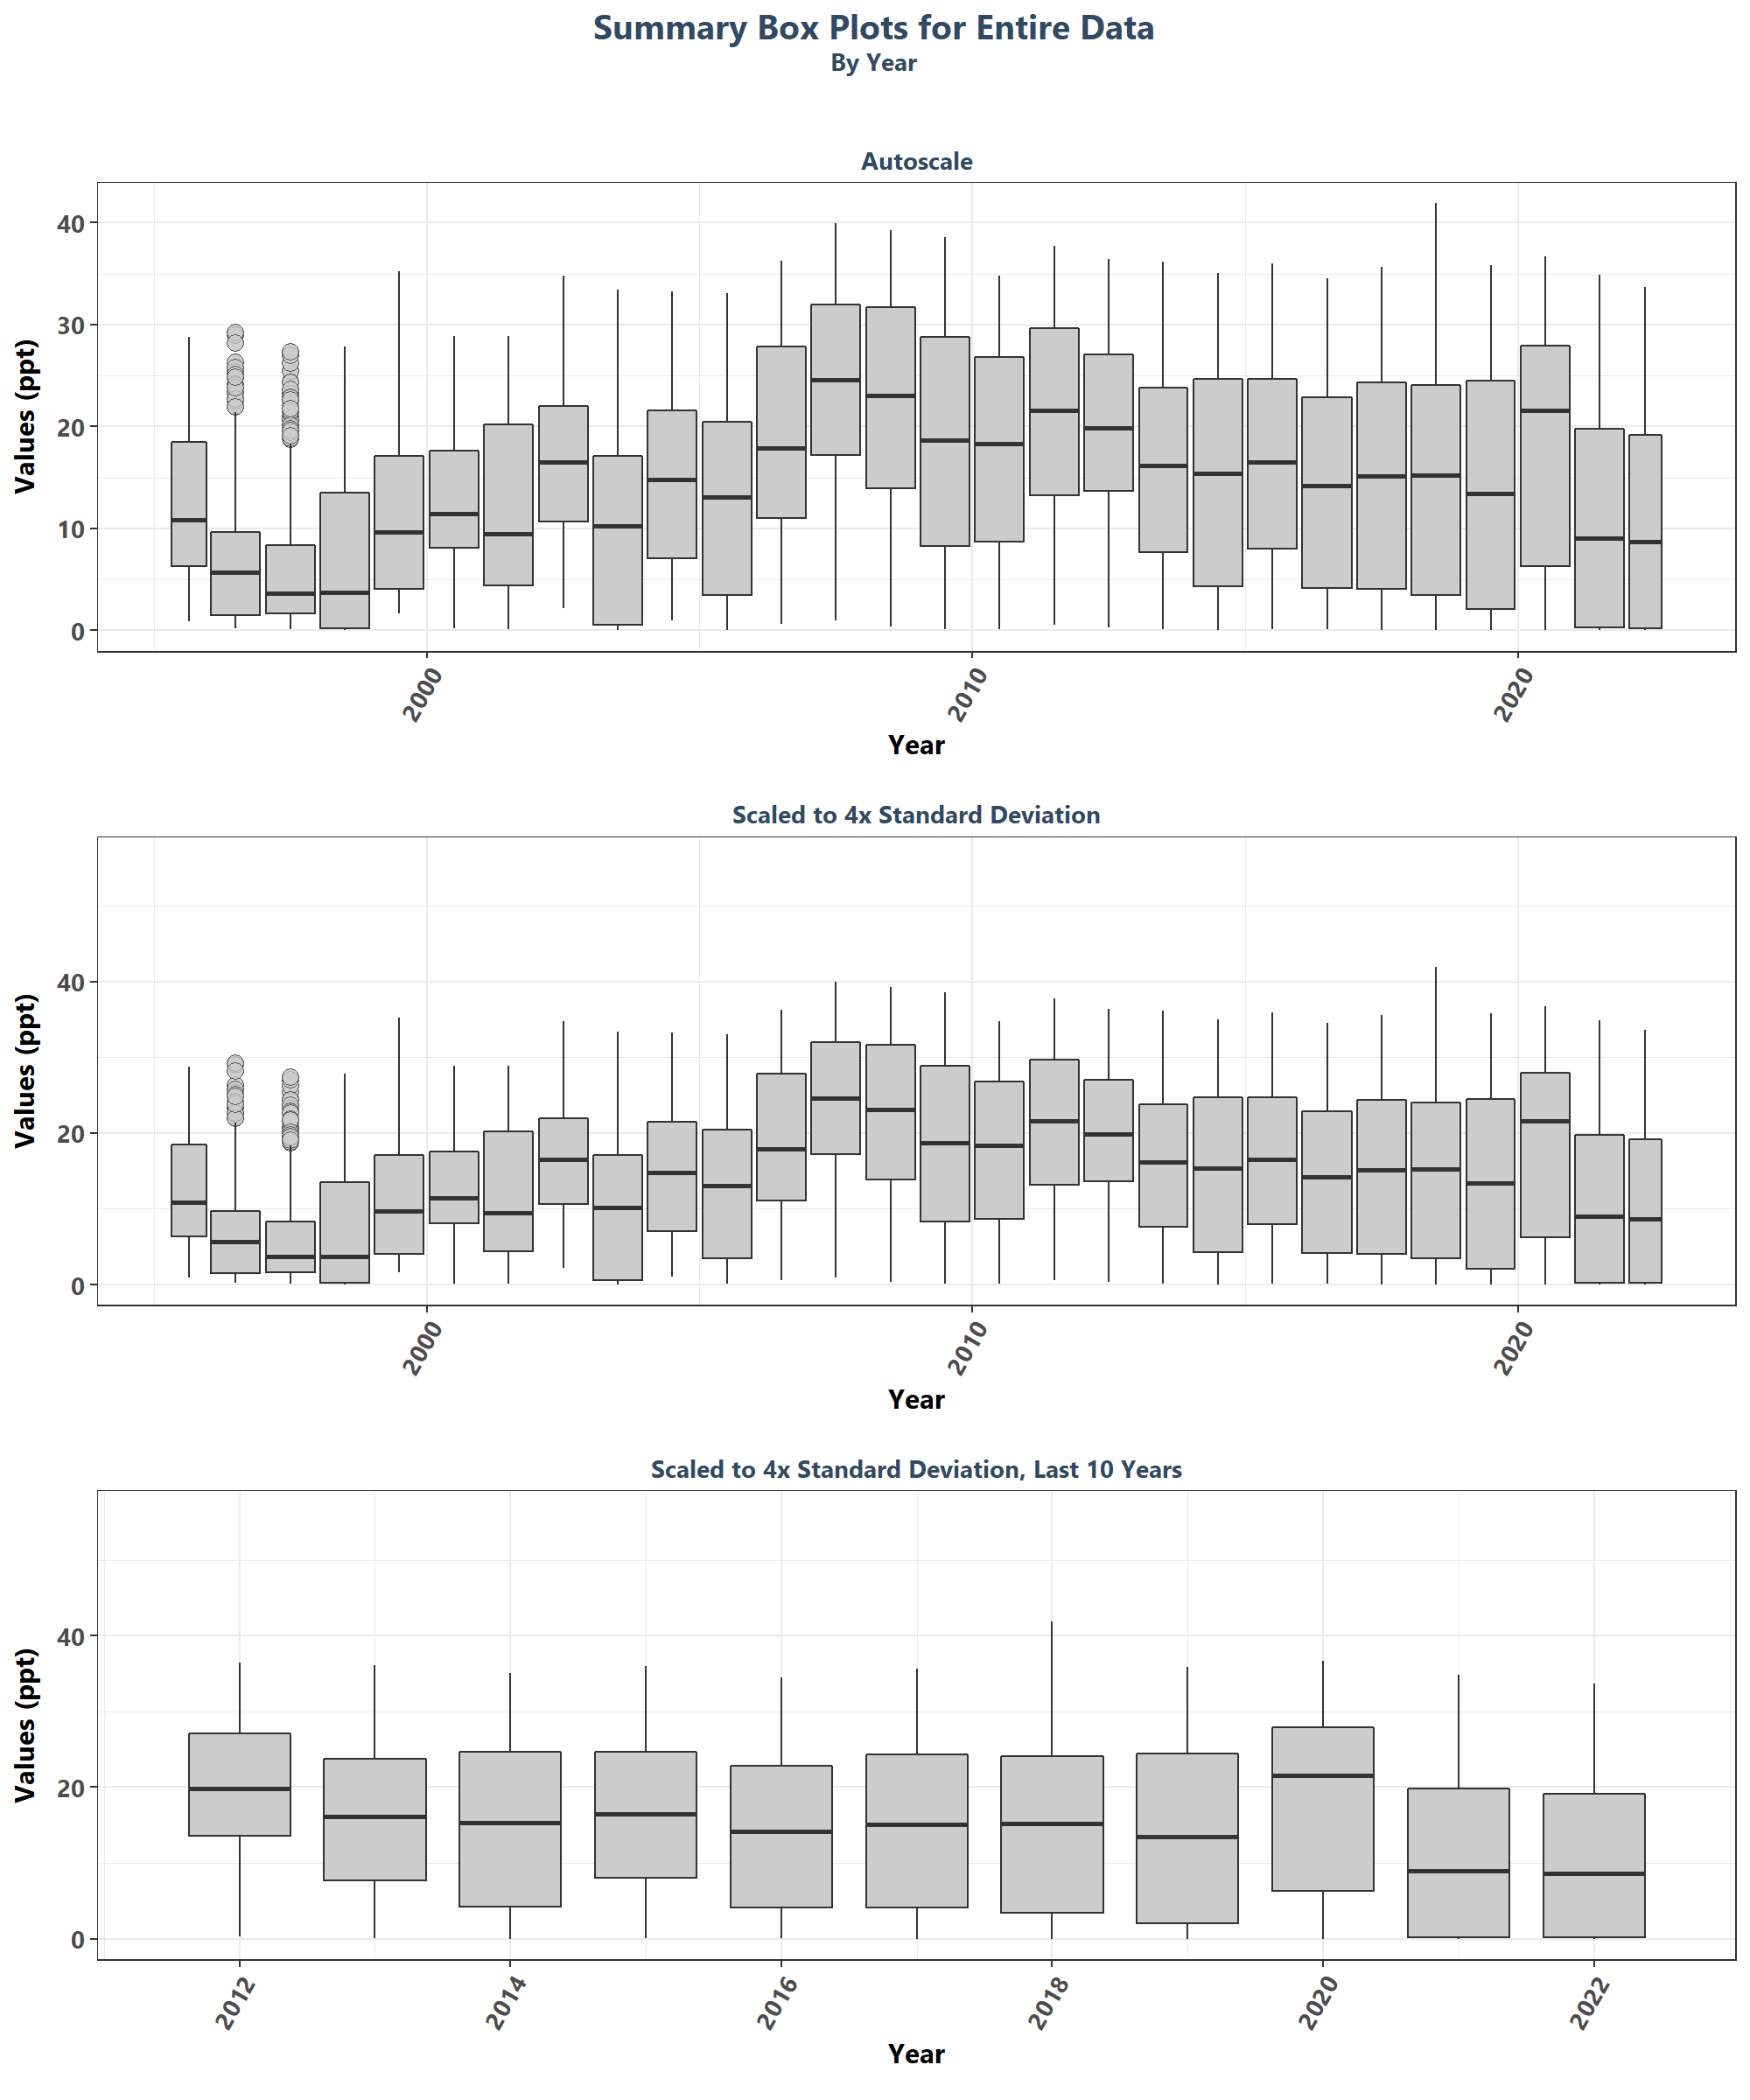 Summary Box Plots for Entire Data
By Year
Autoscale
Values (ppt)
40
30
20
10
0
2000
2010
2020
Year
Scaled to 4x Standard Deviation
Values (ppt)
40
20
0
2000
2010
2020
Year
Scaled to 4x Standard Deviation, Last 10 Years
Values (ppt)
40
20
0
2012
2014
2016
2018
2020
2022
Year